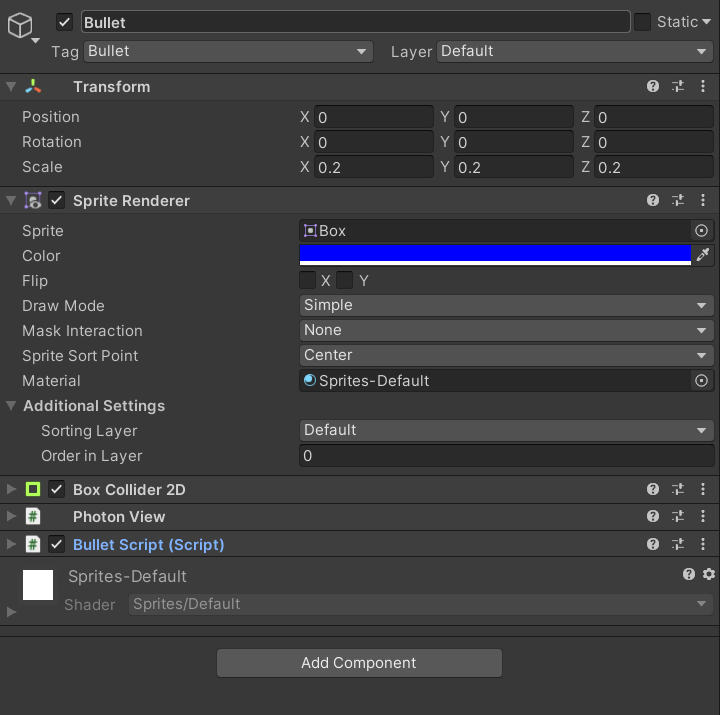 Bullet Static
Tag Bullet Layer Default
Transform
Position X 0 Y 0 Z 0
Rotation X 0 Y 0 Z 0
Scale X 0.2 Y 0.2 Z 0.2
Sprite Renderer
Sprite Box
Color
Flip X Y
Draw Mode Simple
Mask Interaction None
Sprite Sort Point Center
Material Sprites-Default
Additional Settings
Sorting Layer Default
Order in Layer 0
Box Collider 2D
# Photon View
# Bullet Script (Script)
Sprites-Default
Shader Sprites/Default
Add Component